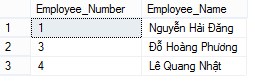 Employee_Number Employee_Name
1 1 Nguyễn Hải Đăng
2 3 Đỗ Hoàng Phương
3 4 Lê Quang Nhật